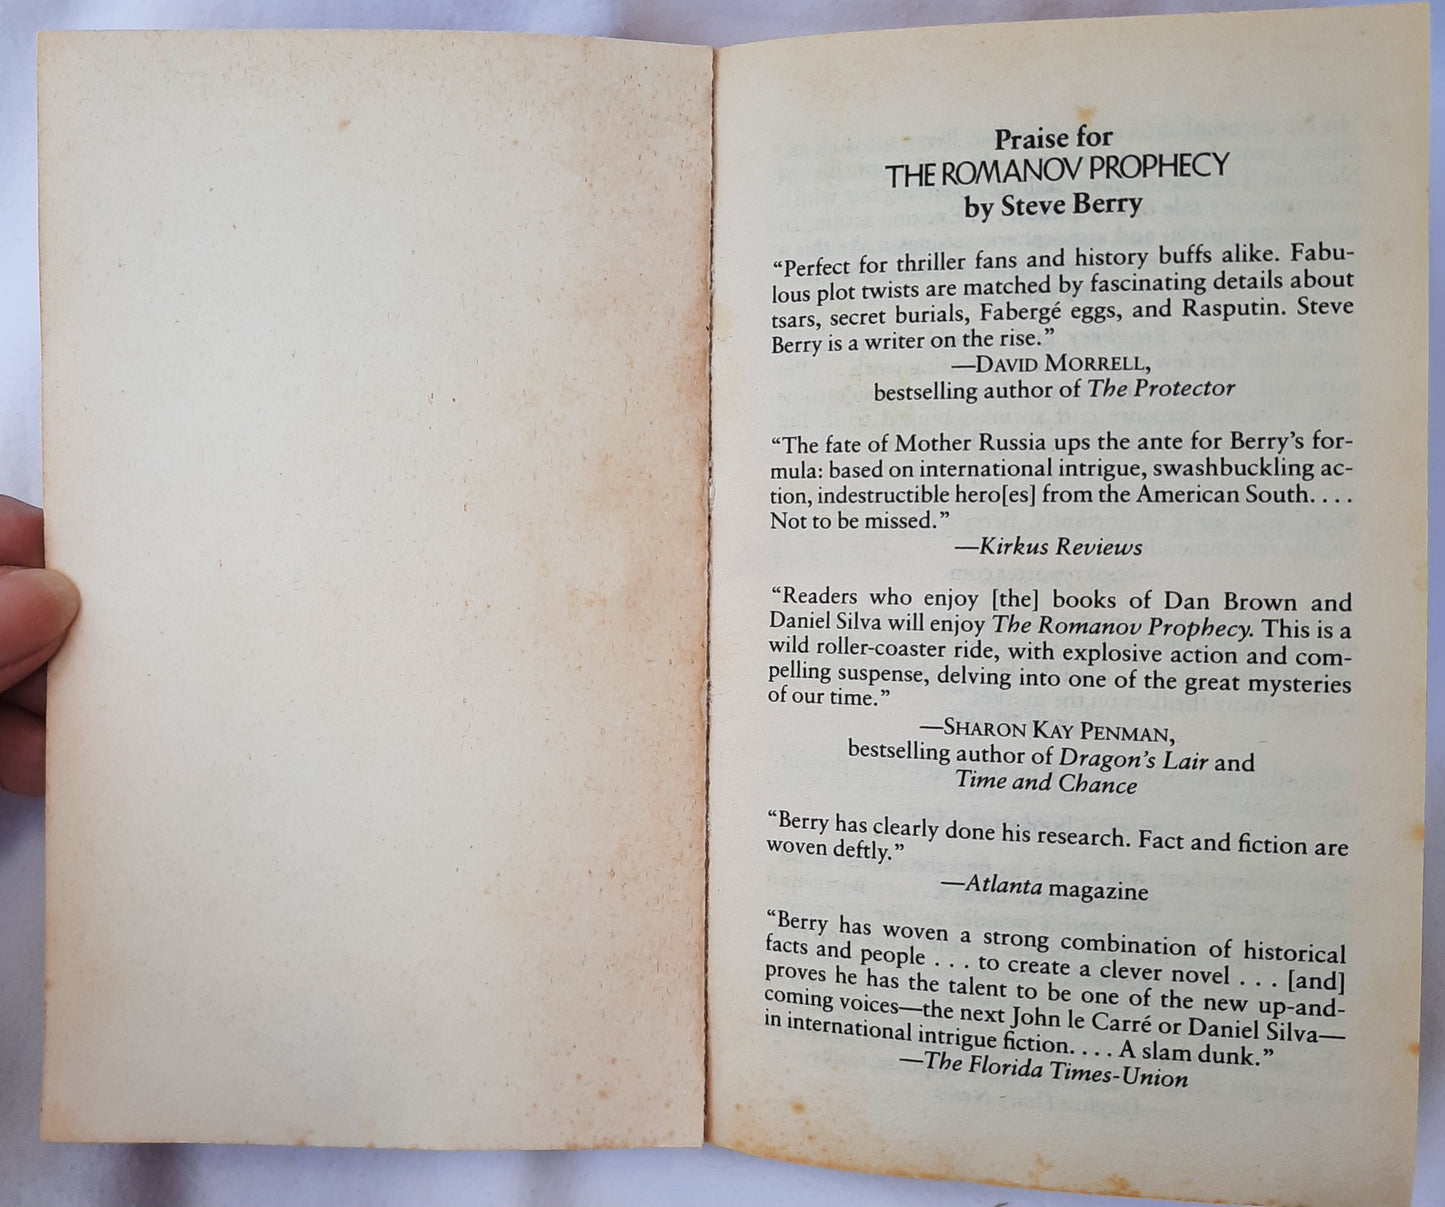 Praise for
THE ROMANOV PROPHECY
by Steve Berry
“Perfect for thriller fans and history buffs alike. Fabu-
lous plot twists are matched by fascinating details about
tsars, secret burials, Fabergé eggs, and Rasputin. Steve
Berry is a writer on the rise.”
—DAVID MORRELL,
bestselling author of The Protector
“The fate of Mother Russia ups the ante for Berry’s for-
mula: based on international intrigue, swashbuckling ac-
tion, indestructible hero[es] from the American South. . . .
Not to be missed.”
—Kirkus Reviews
“Readers who enjoy [the] books of Dan Brown and
Daniel Silva will enjoy The Romanov Prophecy. This is a
wild roller-coaster ride, with explosive action and com-
pelling suspense, delving into one of the great mysteries
of our time.”
—SHARON KAY PENMAN,
bestselling author of Dragon’s Lair and
Time and Chance
“Berry has clearly done his research. Fact and fiction are
woven deftly.”
—Atlanta magazine
“Berry has woven a strong combination of historical
facts and people . . . to create a clever novel . . . [and]
proves he has the talent to be one of the new up-and-
coming voices—the next John le Carré or Daniel Silva—
in international intrigue fiction. . . . A slam dunk.”
—The Florida Times-Union